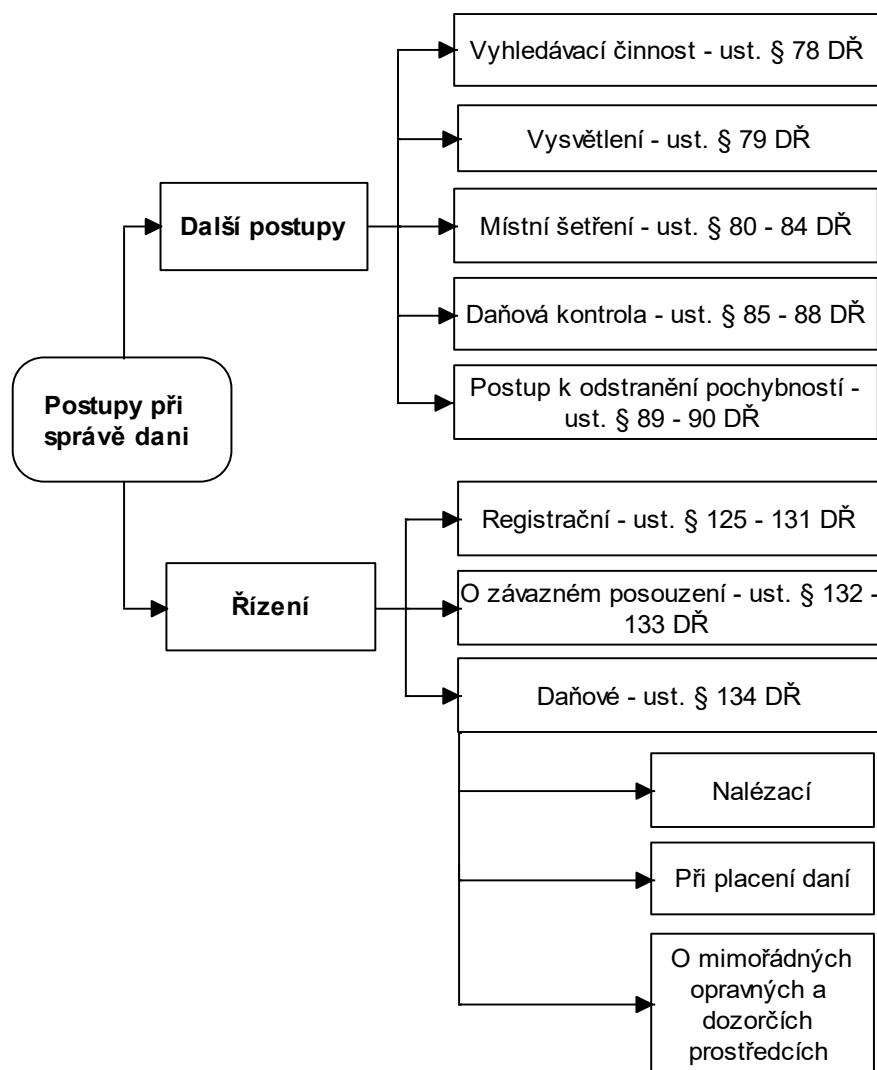 Vyhledávací činnost - ust. § 78 DŘ
Vysvětlení - ust. § 79 DŘ
Další postupy
Místní šetření - ust. § 80 - 84 DŘ
Daňová kontrola - ust. § 85 - 88 DŘ
Postup k odstranění pochybností -
ust. § 89 - 90 DŘ
Postupy při
správě dani
Registrační - ust. § 125 - 131 DŘ
Řízení
O závazném posouzení - ust. § 132 -
133 DŘ
Daňové - ust. § 134 DŘ
Nalézací
Při placení daní
O mimořádných
opravných a
dozorčích
prostředcích